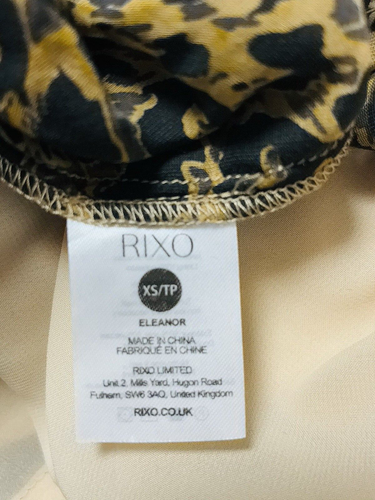 RIXO
XS/TP
ELEANOR
MADE IN CHINA
FABRIQUÉ EN CHINE
RIXO LIMITED
Unit 2, Mills Yard, Hugon Road
Fulham, SW6 3AQ, United Kingdom
RIXO.CO.UK